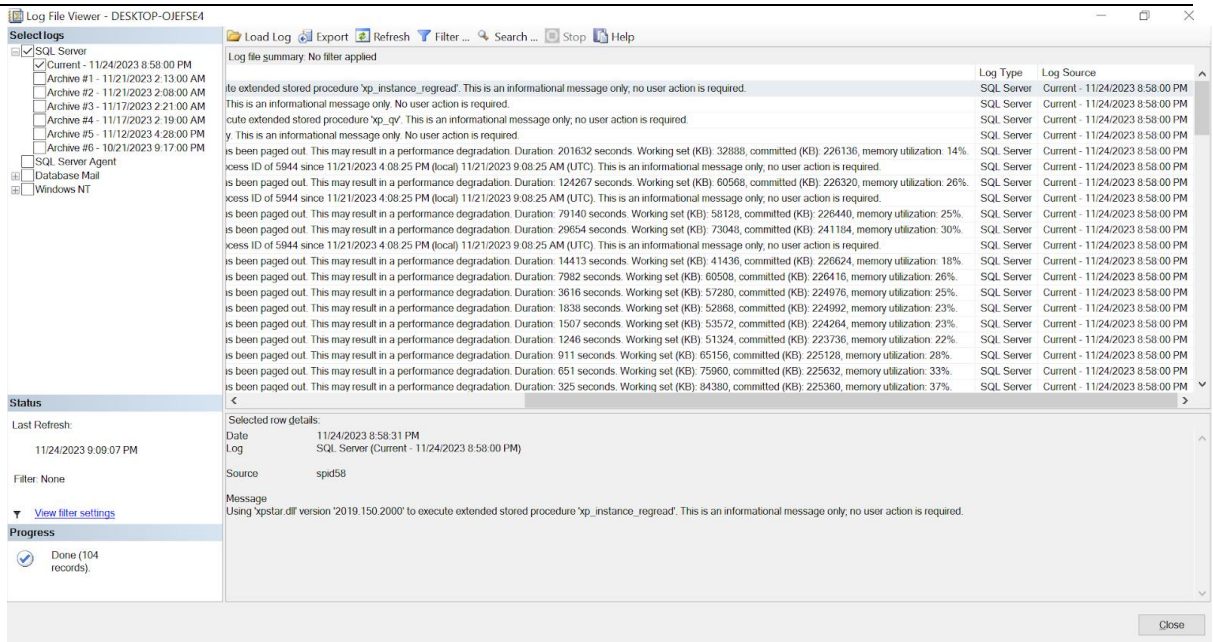 Log File Viewer - DESKTOP-OJEFSE4
Select logs
SQL Server
Current - 11/24/2023 8:58:00 PM
Archive #1 - 11/21/2023 2:13:00 AM
Archive #2 - 11/21/2023 2:08:00 AM
Archive #3 - 11/17/2023 2:21:00 AM
Archive #4 - 11/17/2023 2:19:00 AM
Archive #5 - 11/12/2023 4:28:00 PM
Archive #6 - 10/21/2023 9:17:00 PM
SQL Server Agent
Database Mail
Windows NT
Status
Last Refresh:
11/24/2023 9:09:07 PM
Filter: None
View filter settings
Progress
Done (104
records).
Load Log Export Refresh Filter ... Search ... Stop Help
Log file summary: No filter applied
Log Type Log Source
te extended stored procedure 'xp_instance_regread'. This is an informational message only; no user action is required. SQL Server Current - 11/24/2023 8:58:00 PM
This is an informational message only. No user action is required. SQL Server Current - 11/24/2023 8:58:00 PM
cute extended stored procedure 'xp_qv'. This is an informational message only; no user action is required. SQL Server Current - 11/24/2023 8:58:00 PM
y. This is an informational message only. No user action is required. SQL Server Current - 11/24/2023 8:58:00 PM
as been paged out. This may result in a performance degradation. Duration: 201632 seconds. Working set (KB): 32888, committed (KB): 226136, memory utilization: 14%. SQL Server Current - 11/24/2023 8:58:00 PM
ocess ID of 5944 since 11/21/2023 4:08:25 PM (local) 11/21/2023 9:08:25 AM (UTC). This is an informational message only; no user action is required. SQL Server Current - 11/24/2023 8:58:00 PM
as been paged out. This may result in a performance degradation. Duration: 124267 seconds. Working set (KB): 60568, committed (KB): 226320, memory utilization: 26%. SQL Server Current - 11/24/2023 8:58:00 PM
ocess ID of 5944 since 11/21/2023 4:08:25 PM (local) 11/21/2023 9:08:25 AM (UTC). This is an informational message only; no user action is required. SQL Server Current - 11/24/2023 8:58:00 PM
as been paged out. This may result in a performance degradation. Duration: 79140 seconds. Working set (KB): 58128, committed (KB): 226440, memory utilization: 25%. SQL Server Current - 11/24/2023 8:58:00 PM
as been paged out. This may result in a performance degradation. Duration: 29654 seconds. Working set (KB): 73048, committed (KB): 241184, memory utilization: 30%. SQL Server Current - 11/24/2023 8:58:00 PM
ocess ID of 5944 since 11/21/2023 4:08:25 PM (local) 11/21/2023 9:08:25 AM (UTC). This is an informational message only; no user action is required. SQL Server Current - 11/24/2023 8:58:00 PM
as been paged out. This may result in a performance degradation. Duration: 14413 seconds. Working set (KB): 41436, committed (KB): 226624, memory utilization: 18%. SQL Server Current - 11/24/2023 8:58:00 PM
as been paged out. This may result in a performance degradation. Duration: 7982 seconds. Working set (KB): 60508, committed (KB): 226416, memory utilization: 26%. SQL Server Current - 11/24/2023 8:58:00 PM
as been paged out. This may result in a performance degradation. Duration: 3616 seconds. Working set (KB): 57280, committed (KB): 224976, memory utilization: 25%. SQL Server Current - 11/24/2023 8:58:00 PM
as been paged out. This may result in a performance degradation. Duration: 1838 seconds. Working set (KB): 52868, committed (KB): 224992, memory utilization: 23%. SQL Server Current - 11/24/2023 8:58:00 PM
as been paged out. This may result in a performance degradation. Duration: 1507 seconds. Working set (KB): 53572, committed (KB): 224264, memory utilization: 23%. SQL Server Current - 11/24/2023 8:58:00 PM
as been paged out. This may result in a performance degradation. Duration: 1246 seconds. Working set (KB): 51324, committed (KB): 223736, memory utilization: 22%. SQL Server Current - 11/24/2023 8:58:00 PM
as been paged out. This may result in a performance degradation. Duration: 911 seconds. Working set (KB): 65156, committed (KB): 225128, memory utilization: 28%. SQL Server Current - 11/24/2023 8:58:00 PM
as been paged out. This may result in a performance degradation. Duration: 651 seconds. Working set (KB): 75960, committed (KB): 225632, memory utilization: 33%. SQL Server Current - 11/24/2023 8:58:00 PM
as been paged out. This may result in a performance degradation. Duration: 325 seconds. Working set (KB): 84380, committed (KB): 225360, memory utilization: 37%. SQL Server Current - 11/24/2023 8:58:00 PM
Selected row details:
Date 11/24/2023 8:58:31 PM
Log SQL Server (Current - 11/24/2023 8:58:00 PM)
Source spid58
Message
Using 'xpstar.dll' version '2019.150.2000' to execute extended stored procedure 'xp_instance_regread'. This is an informational message only; no user action is required.
Close